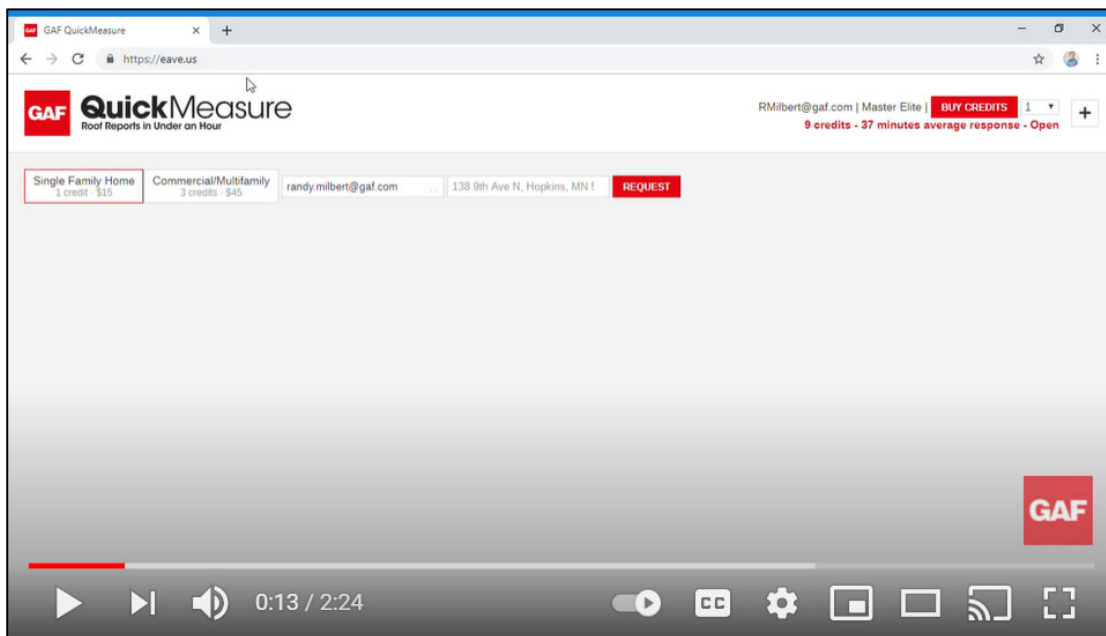 GAF GAF QuickMeasure
https://eave.us
GAF QuickMeasure
Roof Reports in Under an Hour
RMilbert@gaf.com | Master Elite | BUY CREDITS 1
9 credits - 37 minutes average response - Open
Single Family Home
1 credit - $15
Commercial/Multifamily
3 credits - $45
randy.milbert@gaf.com
138 9th Ave N, Hopkins, MN
REQUEST
GAF
0:13 / 2:24
CC